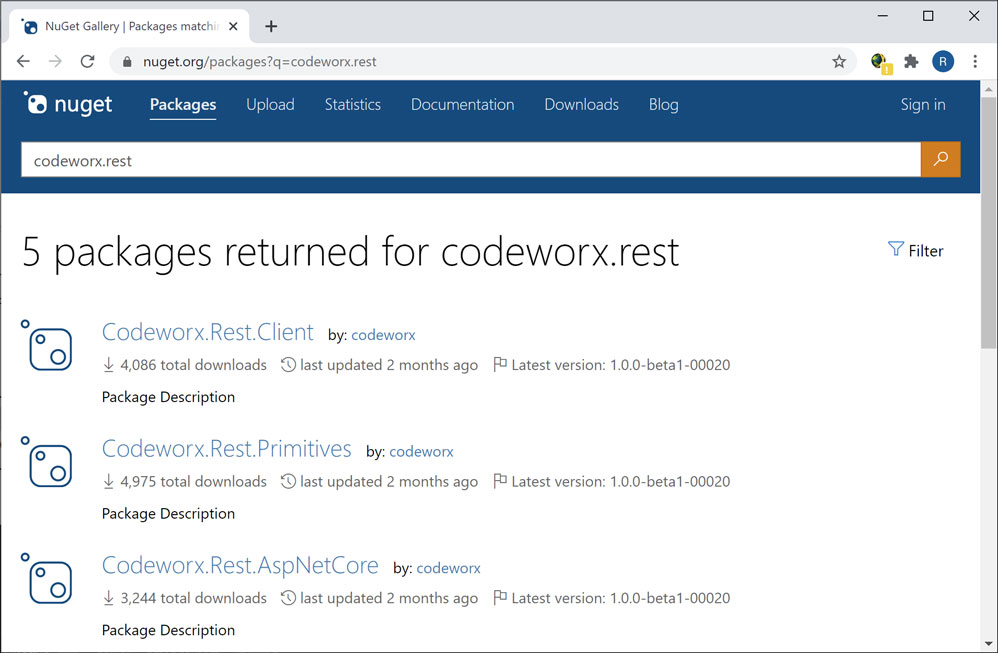 NuGet Gallery | Packages matchi
nuget.org/packages?q=codeworx.rest
R
nuget Packages Upload Statistics Documentation Downloads Blog Sign in
codeworx.rest
5 packages returned for codeworx.rest
Filter
Codeworx.Rest.Client by: codeworx
4,086 total downloads last updated 2 months ago Latest version: 1.0.0-beta1-00020
Package Description
Codeworx.Rest.Primitives by: codeworx
4,975 total downloads last updated 2 months ago Latest version: 1.0.0-beta1-00020
Package Description
Codeworx.Rest.AspNetCore by: codeworx
3,244 total downloads last updated 2 months ago Latest version: 1.0.0-beta1-00020
Package Description